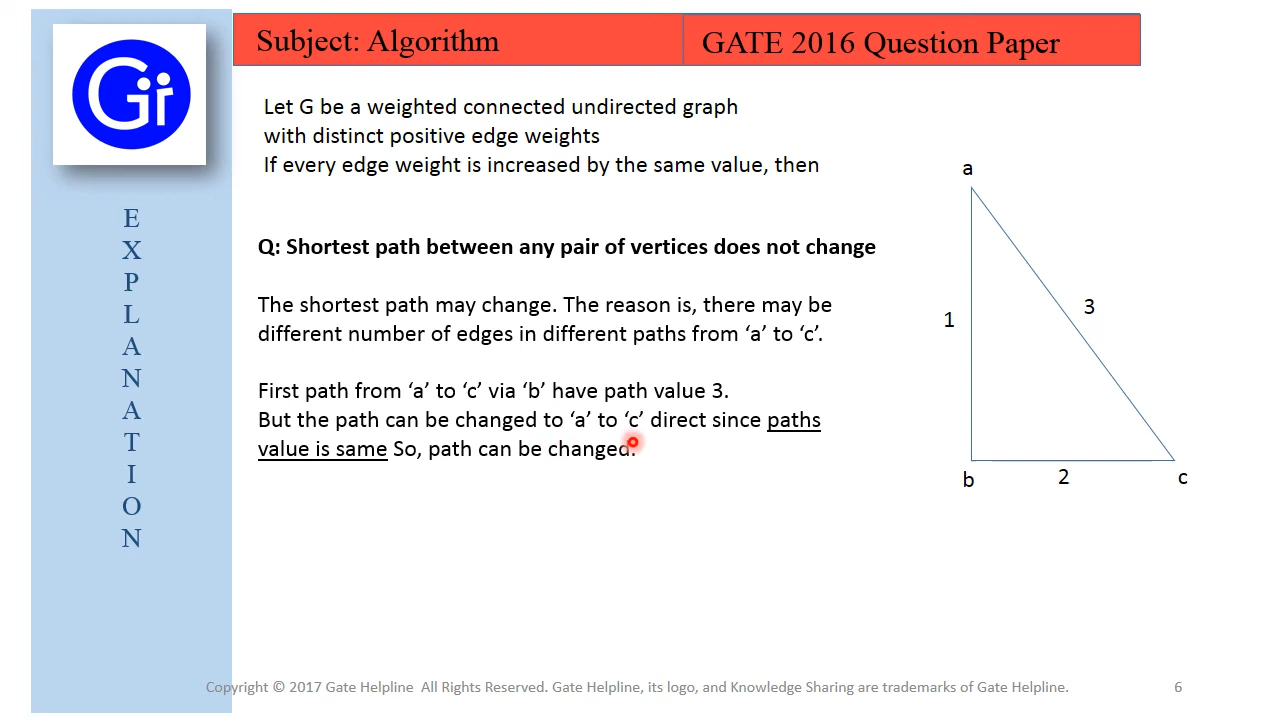 Subject: Algorithm
GATE 2016 Question Paper
Gir
E
X
P
L
A
N
A
T
I
O
N
Let G be a weighted connected undirected graph
with distinct positive edge weights
If every edge weight is increased by the same value, then
Q: Shortest path between any pair of vertices does not change
The shortest path may change. The reason is, there may be
different number of edges in different paths from ‘a’ to ‘c’.
First path from ‘a’ to ‘c’ via ‘b’ have path value 3.
But the path can be changed to ‘a’ to ‘c’ direct since paths
value is same So, path can be changed.
a
1
3
b
2
c
Copyright © 2017 Gate Helpline All Rights Reserved. Gate Helpline, its logo, and Knowledge Sharing are trademarks of Gate Helpline.
6